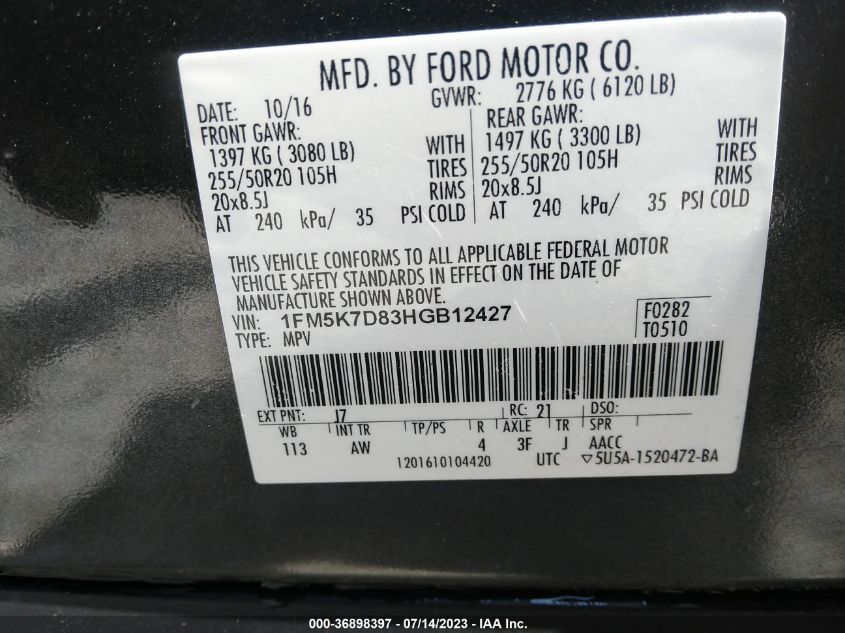 MFD. BY FORD MOTOR CO.
DATE: 10/16 GVWR: 2776 KG ( 6120 LB)
FRONT GAWR: REAR GAWR:
1397 KG ( 3080 LB) WITH 1497 KG ( 3300 LB) WITH
255/50R20 105H TIRES 255/50R20 105H TIRES
20x8.5J RIMS 20x8.5J RIMS
AT 240 kPa/ 35 PSI COLD AT 240 kPa/ 35 PSI COLD
THIS VEHICLE CONFORMS TO ALL APPLICABLE FEDERAL MOTOR
VEHICLE SAFETY STANDARDS IN EFFECT ON THE DATE OF
MANUFACTURE SHOWN ABOVE.
VIN: 1FM5K7D83HGB12427 F0282
TYPE: MPV T0510
EXT PNT: J7 RC: 21 DSO:
WB INT TR TP/PS R AXLE TR SPR
113 AW 4 3F J AACC
1201610104420 UTC ▽5U5A-1520472-BA
000-36898397 - 07/14/2023 - IAA Inc.